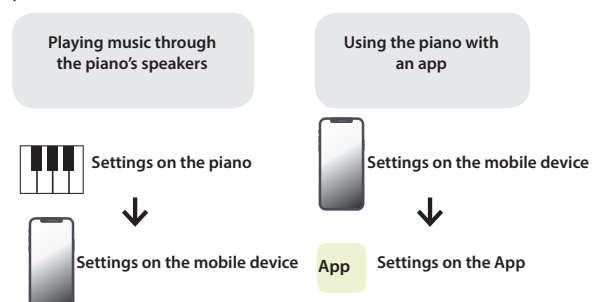 Playing music through
the piano's speakers
Using the piano with
an app
Settings on the piano
Settings on the mobile device
Settings on the mobile device
App
Settings on the App